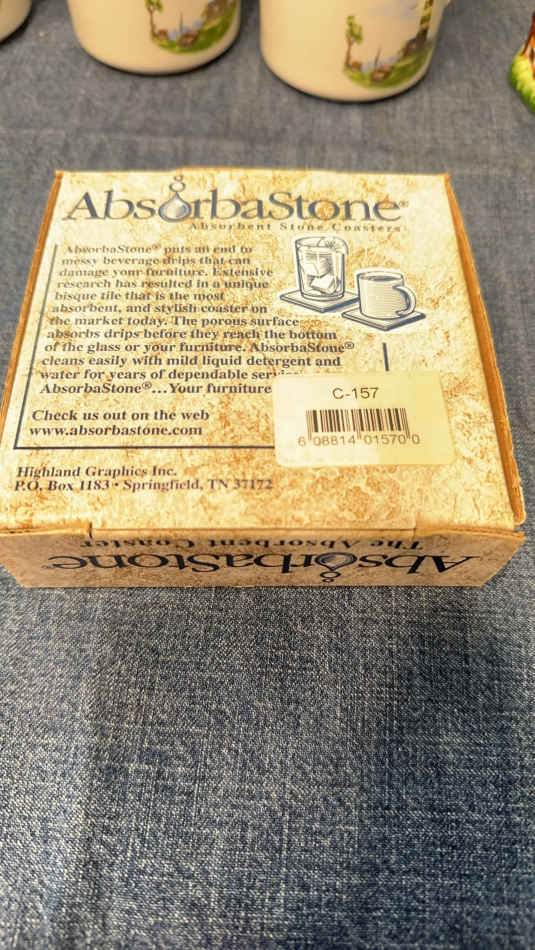 AbsorbaStone®
Absorbent Stone Coasters
AbsorbaStone® puts an end to
messy beverage drips that can
damage your furniture. Extensive
research has resulted in a unique
bisque tile that is the most
absorbent, and stylish coaster on
the market today. The porous surface
absorbs drips before they reach the bottom
of the glass or your furniture. AbsorbaStone®
cleans easily with mild liquid detergent and
water for years of dependable
AbsorbaStone®...Your furniture
Check us out on the web
www.absorbastone.com
C-157
6 08814 01570 0
Highland Graphics Inc.
P.O. Box 1183 • Springfield, TN 37172
The Absorbent Coaster
AbsorbaStone